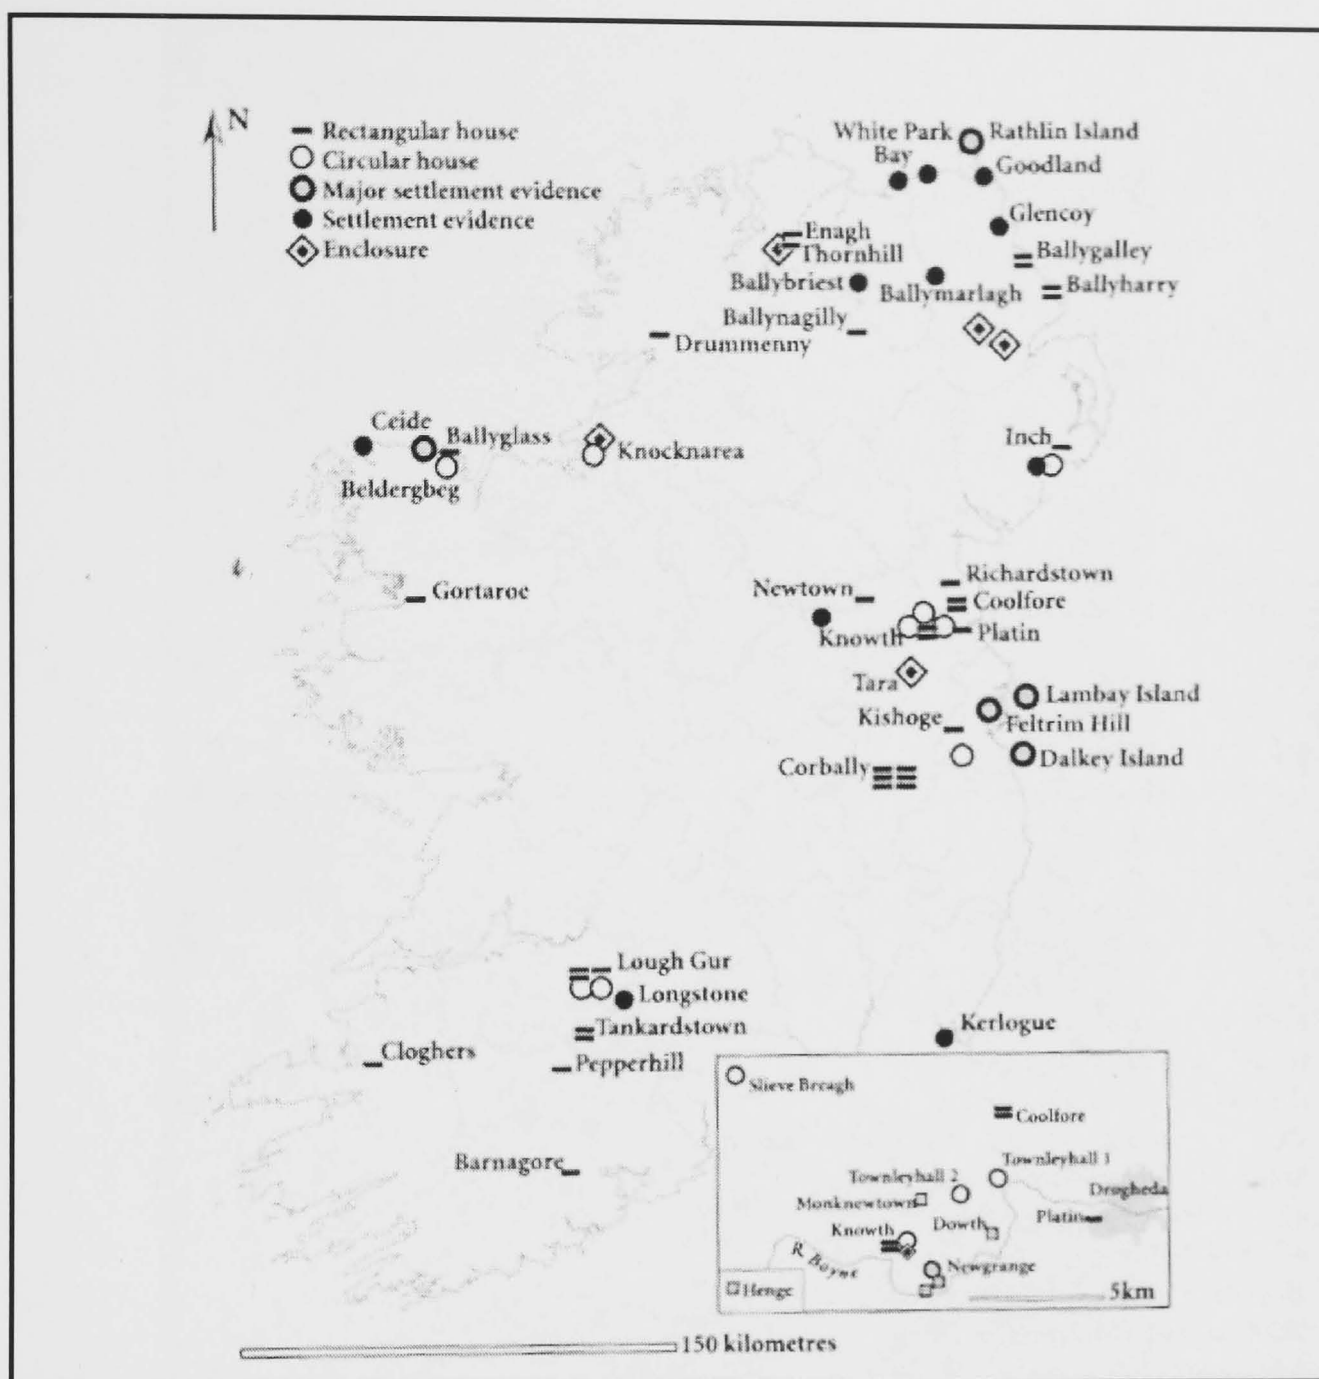 N
Rectangular house
Circular house
Major settlement evidence
Settlement evidence
Enclosure
White Park
Bay
Rathlin Island
Goodland
Glencoy
Enagh
Thornhill
Ballygalley
Ballybriest
Ballymarlagh
Ballyharry
Ballynagilly
Drummenny
Ceide
Ballyglass
Beldergbeg
Knocknarea
Inch
Gortaroe
Newtown
Richardstown
Coolfore
Knowth
Platin
Tara
Lambay Island
Kishoge
Feltrim Hill
Corbally
Dalkey Island
Lough Gur
Longstone
Tankardstown
Kerlogue
Cloghers
Pepperhill
Barnagore
Slieve Breagh
Coolfore
Townleyhall 1
Townleyhall 2
Drogheda
Monknewtown
Platin
Knowth
Dowth
R. Boyne
Newgrange
Henge
5km
150 kilometres